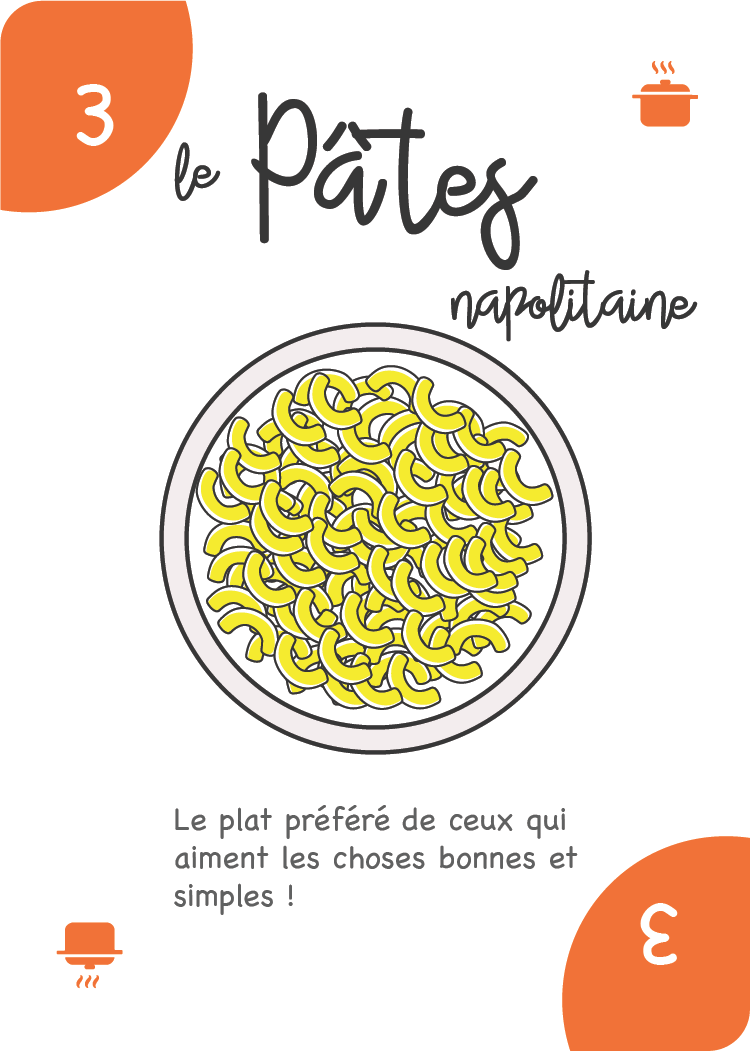 3
le Pâtes
napolitaine
Le plat préféré de ceux qui
aiment les choses bonnes et
simples !
3